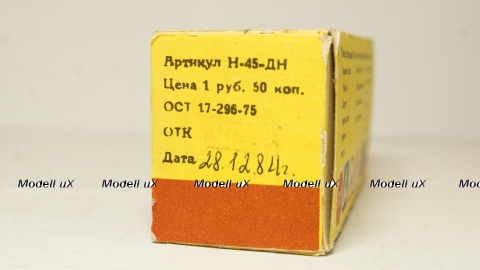 Артикул Н-45-ДН
Цена 1 руб. 50 коп.
ОСТ 17-296-75
ОТК
Дата 28.12.84г.
Modell uX Modell uX Modell uX Modell uX Modell uX Mo